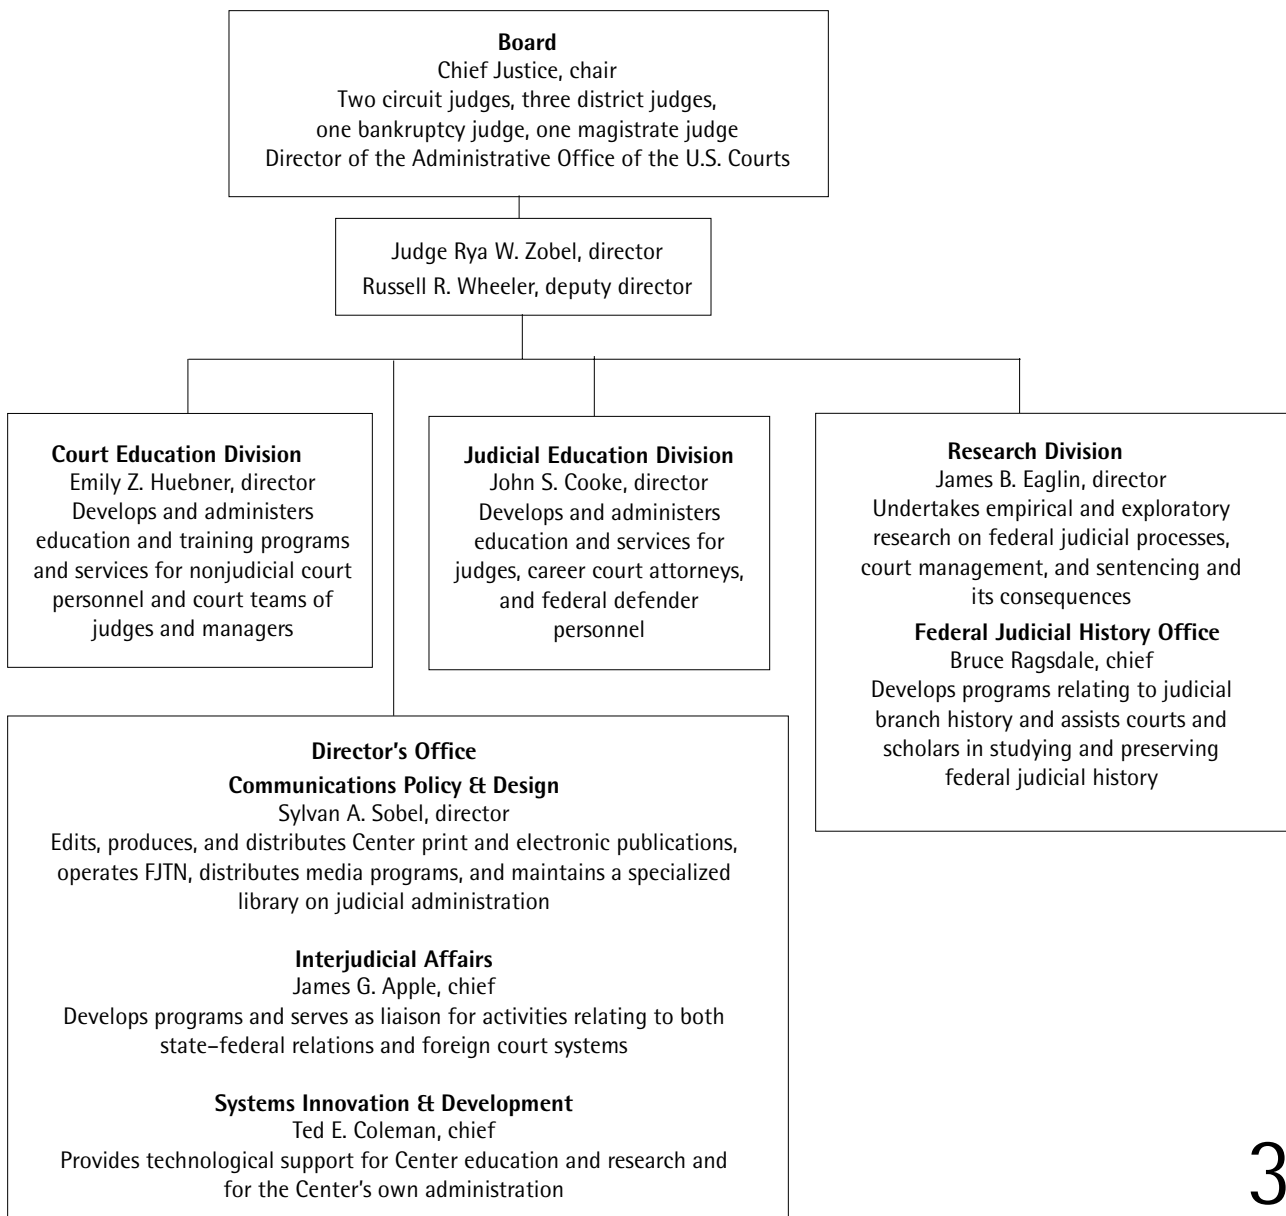 Board
Chief Justice, chair
Two circuit judges, three district judges,
one bankruptcy judge, one magistrate judge
Director of the Administrative Office of the U.S. Courts
Judge Rya W. Zobel, director
Russell R. Wheeler, deputy director
Court Education Division
Emily Z. Huebner, director
Develops and administers
education and training programs
and services for nonjudicial court
personnel and court teams of
judges and managers
Judicial Education Division
John S. Cooke, director
Develops and administers
education and services for
judges, career court attorneys,
and federal defender
personnel
Research Division
James B. Eaglin, director
Undertakes empirical and exploratory
research on federal judicial processes,
court management, and sentencing and
its consequences
Federal Judicial History Office
Bruce Ragsdale, chief
Develops programs relating to judicial
branch history and assists courts and
scholars in studying and preserving
federal judicial history
Director's Office
Communications Policy & Design
Sylvan A. Sobel, director
Edits, produces, and distributes Center print and electronic publications,
operates FJTN, distributes media programs, and maintains a specialized
library on judicial administration
Interjudicial Affairs
James G. Apple, chief
Develops programs and serves as liaison for activities relating to both
state–federal relations and foreign court systems
Systems Innovation & Development
Ted E. Coleman, chief
Provides technological support for Center education and research and
for the Center's own administration
3